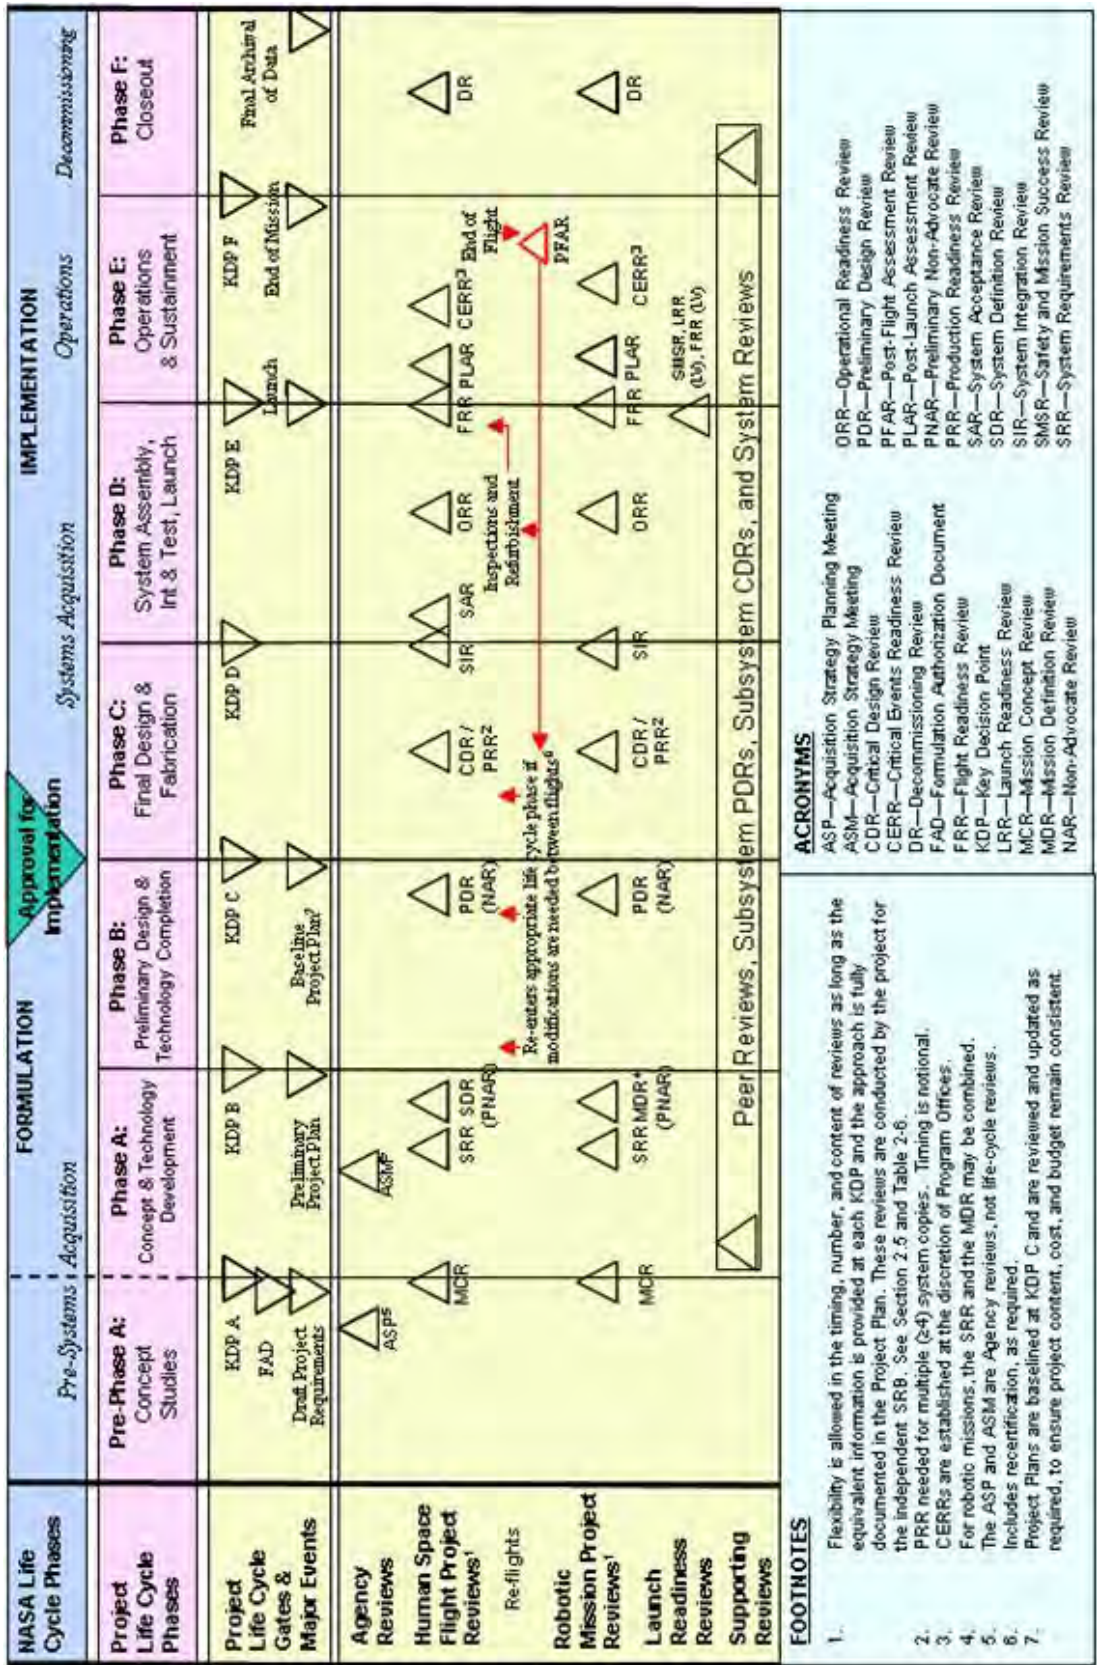 NASA Life
Cycle Phases
FORMULATION
Approval for
Implementation
IMPLEMENTATION
Pre-Systems Acquisition
Systems Acquisition
Operations
Decommissioning
Project
Life Cycle
Phases
Pre-Phase A:
Concept
Studies
Phase A:
Concept & Technology
Development
Phase B:
Preliminary Design &
Technology Completion
Phase C:
Final Design &
Fabrication
Phase D:
System Assembly,
Int & Test, Launch
Phase E:
Operations
& Sustainment
Phase F:
Closeout
Project
Life Cycle
Gates &
Major Events
KDP A
FAD
Draft Project
Requirements
KDP B
Preliminary
Project Plan
KDP C
Baseline
Project Plan7
KDP D
KDP E
Launch
KDP F
End of Mission
Final Archival
of Data
Agency
Reviews
ASP5
ASM5
Human Space
Flight Project
Reviews1
MCR
SRR SDR
(PNAR)
PDR
(NAR)
CDR /
PRR2
SIR
SAR
ORR
FRR PLAR CERR3
DR
Re-flights
Re-enters appropriate life cycle phase if
modifications are needed between flights6
Inspections and
Refurbishment
End of
Flight
PFAR
Robotic
Mission Project
Reviews1
MCR
SRR MDR4
(PNAR)
PDR
(NAR)
CDR /
PRR2
SIR
ORR
FRR PLAR
CERR3
DR
Launch
Readiness
Reviews
SMSR, LRR
(LV), FRR (LV)
Supporting
Reviews
Peer Reviews, Subsystem PDRs, Subsystem CDRs, and System Reviews
FOOTNOTES
1. Flexibility is allowed in the timing, number, and content of reviews as long as the
equivalent information is provided at each KDP and the approach is fully
documented in the Project Plan. These reviews are conducted by the project for
the independent SRB. See Section 2.5 and Table 2-6.
2. PRR needed for multiple (≥4) system copies. Timing is notional.
3. CERRs are established at the discretion of Program Offices.
4. For robotic missions, the SRR and the MDR may be combined.
5. The ASP and ASM are Agency reviews, not life-cycle reviews.
6. Includes recertification, as required.
7. Project Plans are baselined at KDP C and are reviewed and updated as
required, to ensure project content, cost, and budget remain consistent.
ACRONYMS
ASP—Acquisition Strategy Planning Meeting
ASM—Acquisition Strategy Meeting
CDR—Critical Design Review
CERR—Critical Events Readiness Review
DR—Decommissioning Review
FAD—Formulation Authorization Document
FRR—Flight Readiness Review
KDP—Key Decision Point
LRR—Launch Readiness Review
MCR—Mission Concept Review
MDR—Mission Definition Review
NAR—Non-Advocate Review
ORR—Operational Readiness Review
PDR—Preliminary Design Review
PFAR—Post-Flight Assessment Review
PLAR—Post-Launch Assessment Review
PNAR—Preliminary Non-Advocate Review
PRR—Production Readiness Review
SAR—System Acceptance Review
SDR—System Definition Review
SIR—System Integration Review
SMSR—Safety and Mission Success Review
SRR—System Requirements Review